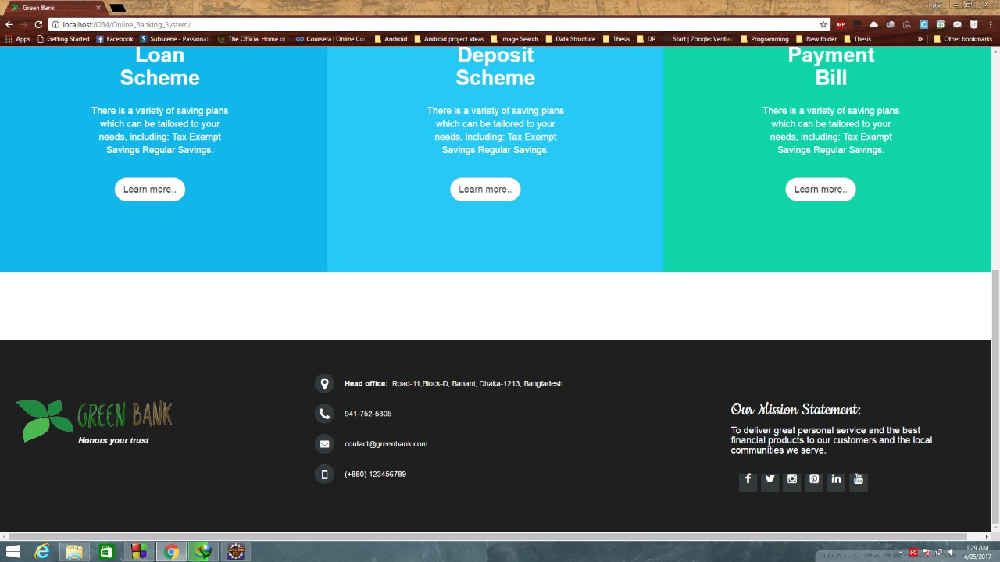 Green Bank
localhost:8084/Online_Banking_System/
Apps Getting Started Facebook Subscene - Passionat The Official Home of Coursera | Online Cou Android Android project ideas Image Search Data Structure Thesis DP Start | Zooqle: Verified Programming New folder Thesis » Other bookmarks
Loan
Scheme
There is a variety of saving plans
which can be tailored to your
needs, including: Tax Exempt
Savings Regular Savings.
Learn more..
Deposit
Scheme
There is a variety of saving plans
which can be tailored to your
needs, including: Tax Exempt
Savings Regular Savings.
Learn more..
Payment
Bill
There is a variety of saving plans
which can be tailored to your
needs, including: Tax Exempt
Savings Regular Savings.
Learn more..
GREEN BANK
Honors your trust
Head office: Road-11,Block-D, Banani, Dhaka-1213, Bangladesh
941-752-5305
contact@greenbank.com
(+880) 123456789
Our Mission Statement:
To deliver great personal service and the best
financial products to our customers and the local
communities we serve.
1:29 AM
4/25/2017